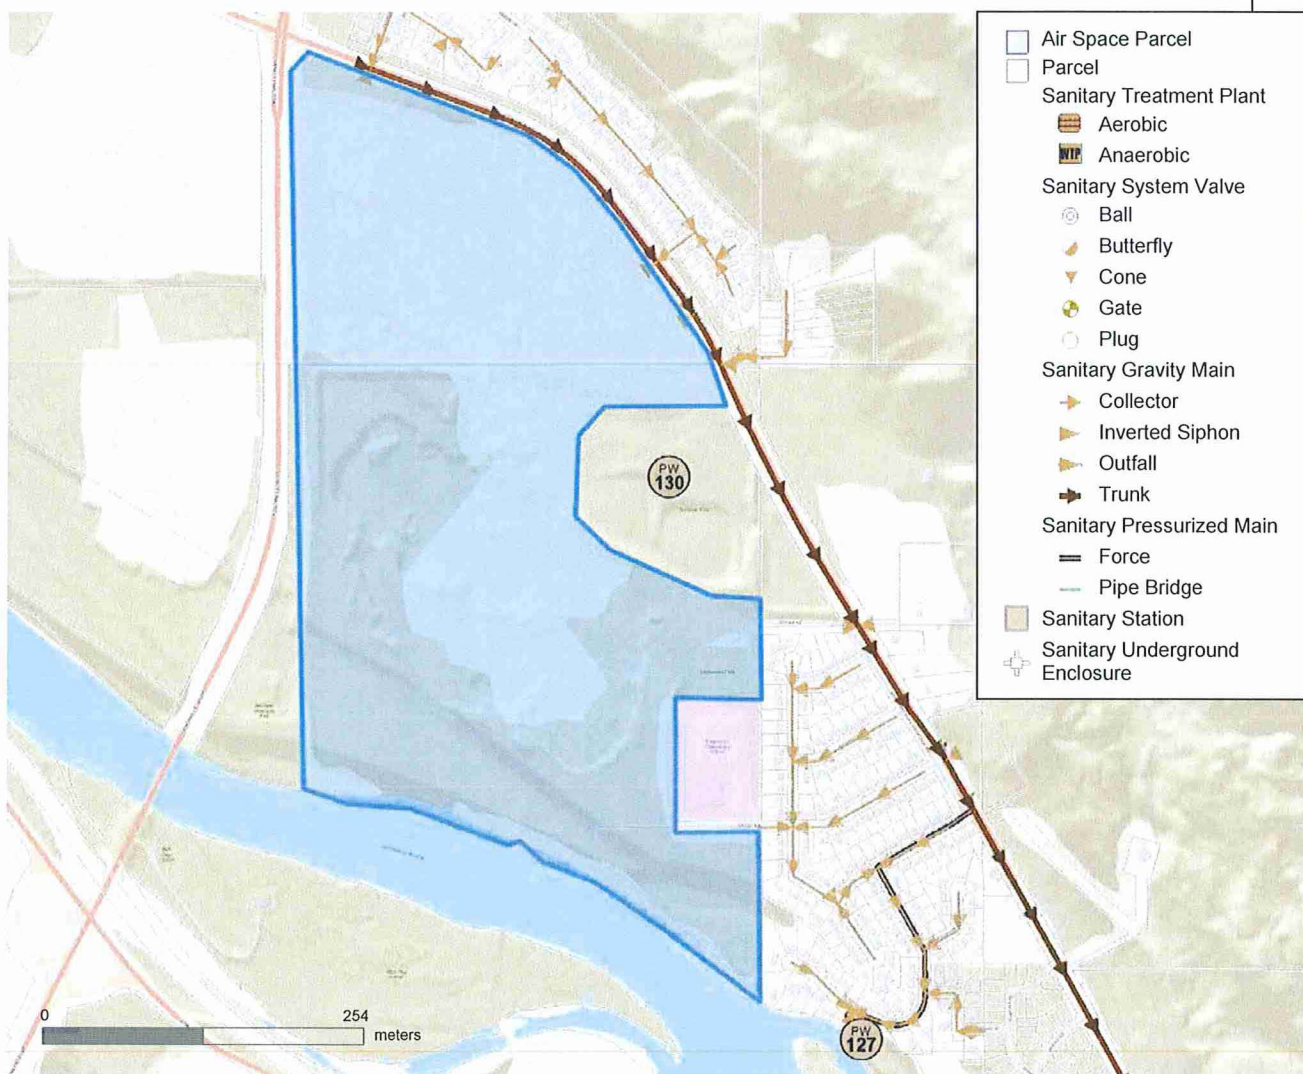 Air Space Parcel
Parcel
Sanitary Treatment Plant
Aerobic
WTP Anaerobic
Sanitary System Valve
Ball
Butterfly
Cone
Gate
Plug
Sanitary Gravity Main
Collector
Inverted Siphon
Outfall
Trunk
Sanitary Pressurized Main
Force
Pipe Bridge
Sanitary Station
Sanitary Underground
Enclosure
PW
130
PW
127
0 254
meters